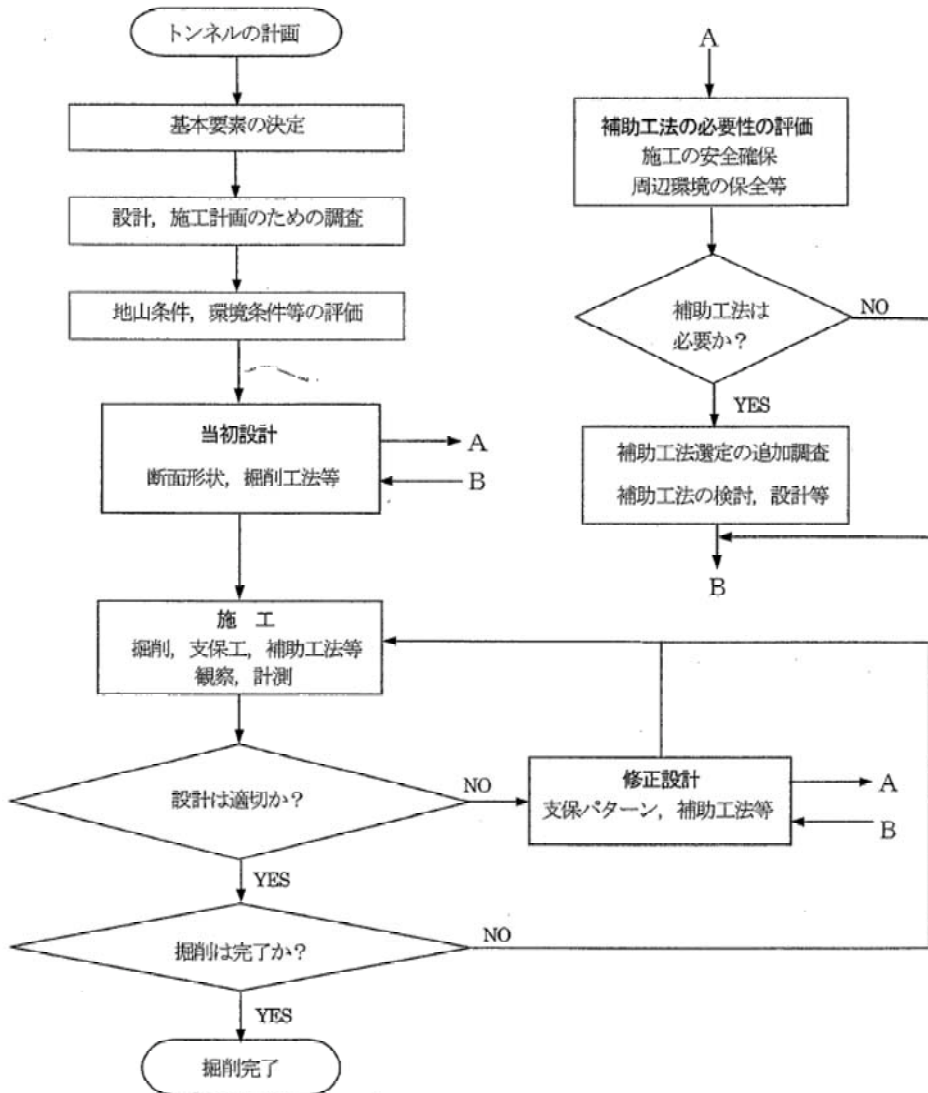 トンネルの計画
基本要素の決定
設計，施工計画のための調査
地山条件，環境条件等の評価
当初設計
断面形状，掘削工法等
A
B
施　工
掘削，支保工，補助工法等
観察，計測
設計は適切か？
NO
YES
修正設計
支保パターン，補助工法等
A
B
掘削は完了か？
NO
YES
掘削完了
A
補助工法の必要性の評価
施工の安全確保
周辺環境の保全等
補助工法は
必要か？
NO
YES
補助工法選定の追加調査
補助工法の検討，設計等
B